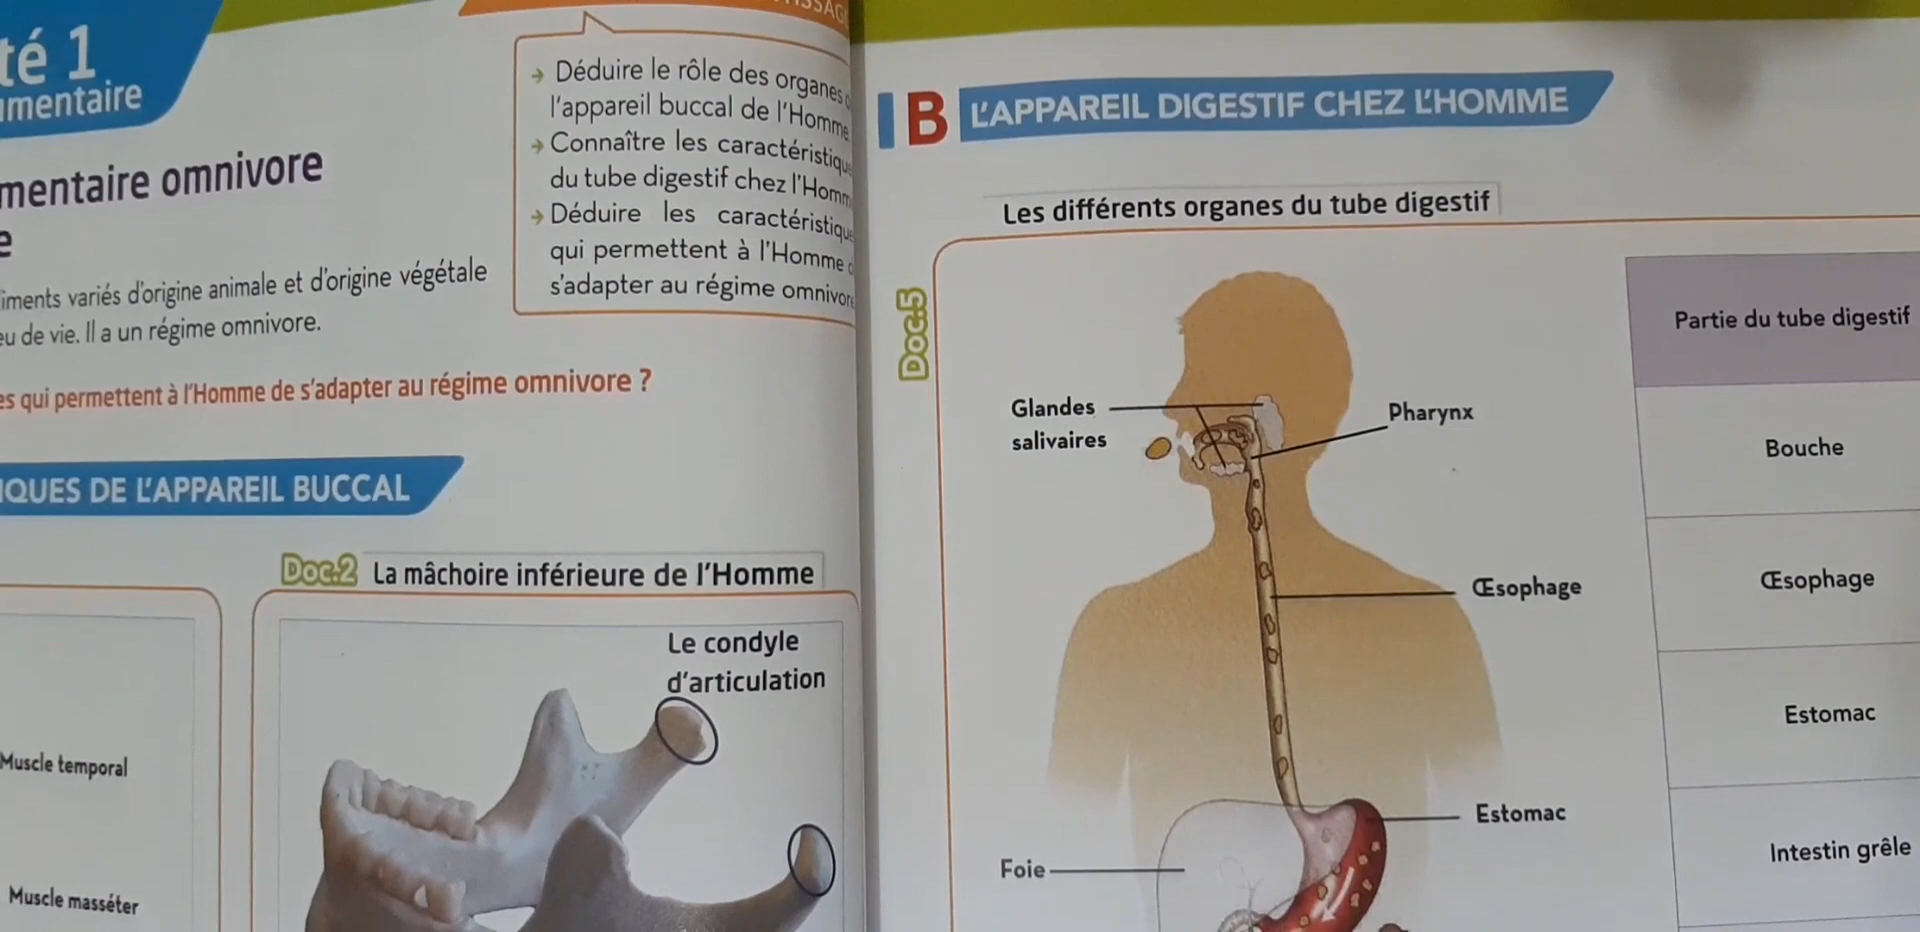 té 1
mentaire
mentaire omnivore
e
iments variés d'origine animale et d'origine végétale
eu de vie. Il a un régime omnivore.
es qui permettent à l'Homme de s'adapter au régime omnivore ?
→ Déduire le rôle des organes
l'appareil buccal de l'Homme
→ Connaître les caractéristiqu
du tube digestif chez l'Homm
→ Déduire les caractéristiqu
qui permettent à l'Homme
s'adapter au régime omnivor
IQUES DE L'APPAREIL BUCCAL
Doc.2 La mâchoire inférieure de l'Homme
Le condyle
d'articulation
Muscle temporal
Muscle masséter
B L'APPAREIL DIGESTIF CHEZ L'HOMME
Les différents organes du tube digestif
Doc.5
Glandes
salivaires
Pharynx
Œsophage
Estomac
Foie
Partie du tube digestif
Bouche
Œsophage
Estomac
Intestin grêle